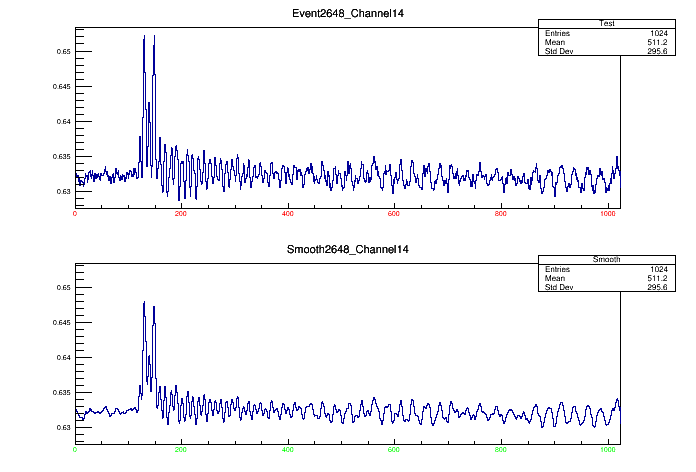 Event2648_Channel14
Test
Entries 1024
Mean 511.2
Std Dev 295.6
0.65
0.645
0.64
0.635
0.63
0 200 400 600 800 1000
Smooth2648_Channel14
Smooth
Entries 1024
Mean 511.2
Std Dev 295.6
0.65
0.645
0.64
0.635
0.63
0 200 400 600 800 1000